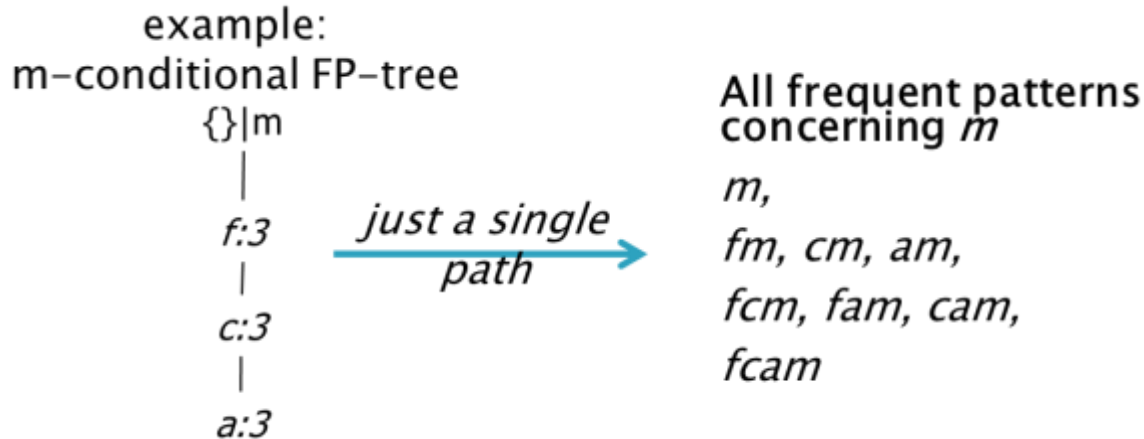 example:
m-conditional FP-tree
{}|m
f:3
c:3
a:3
just a single
path
All frequent patterns
concerning m
m,
fm, cm, am,
fcm, fam, cam,
fcam